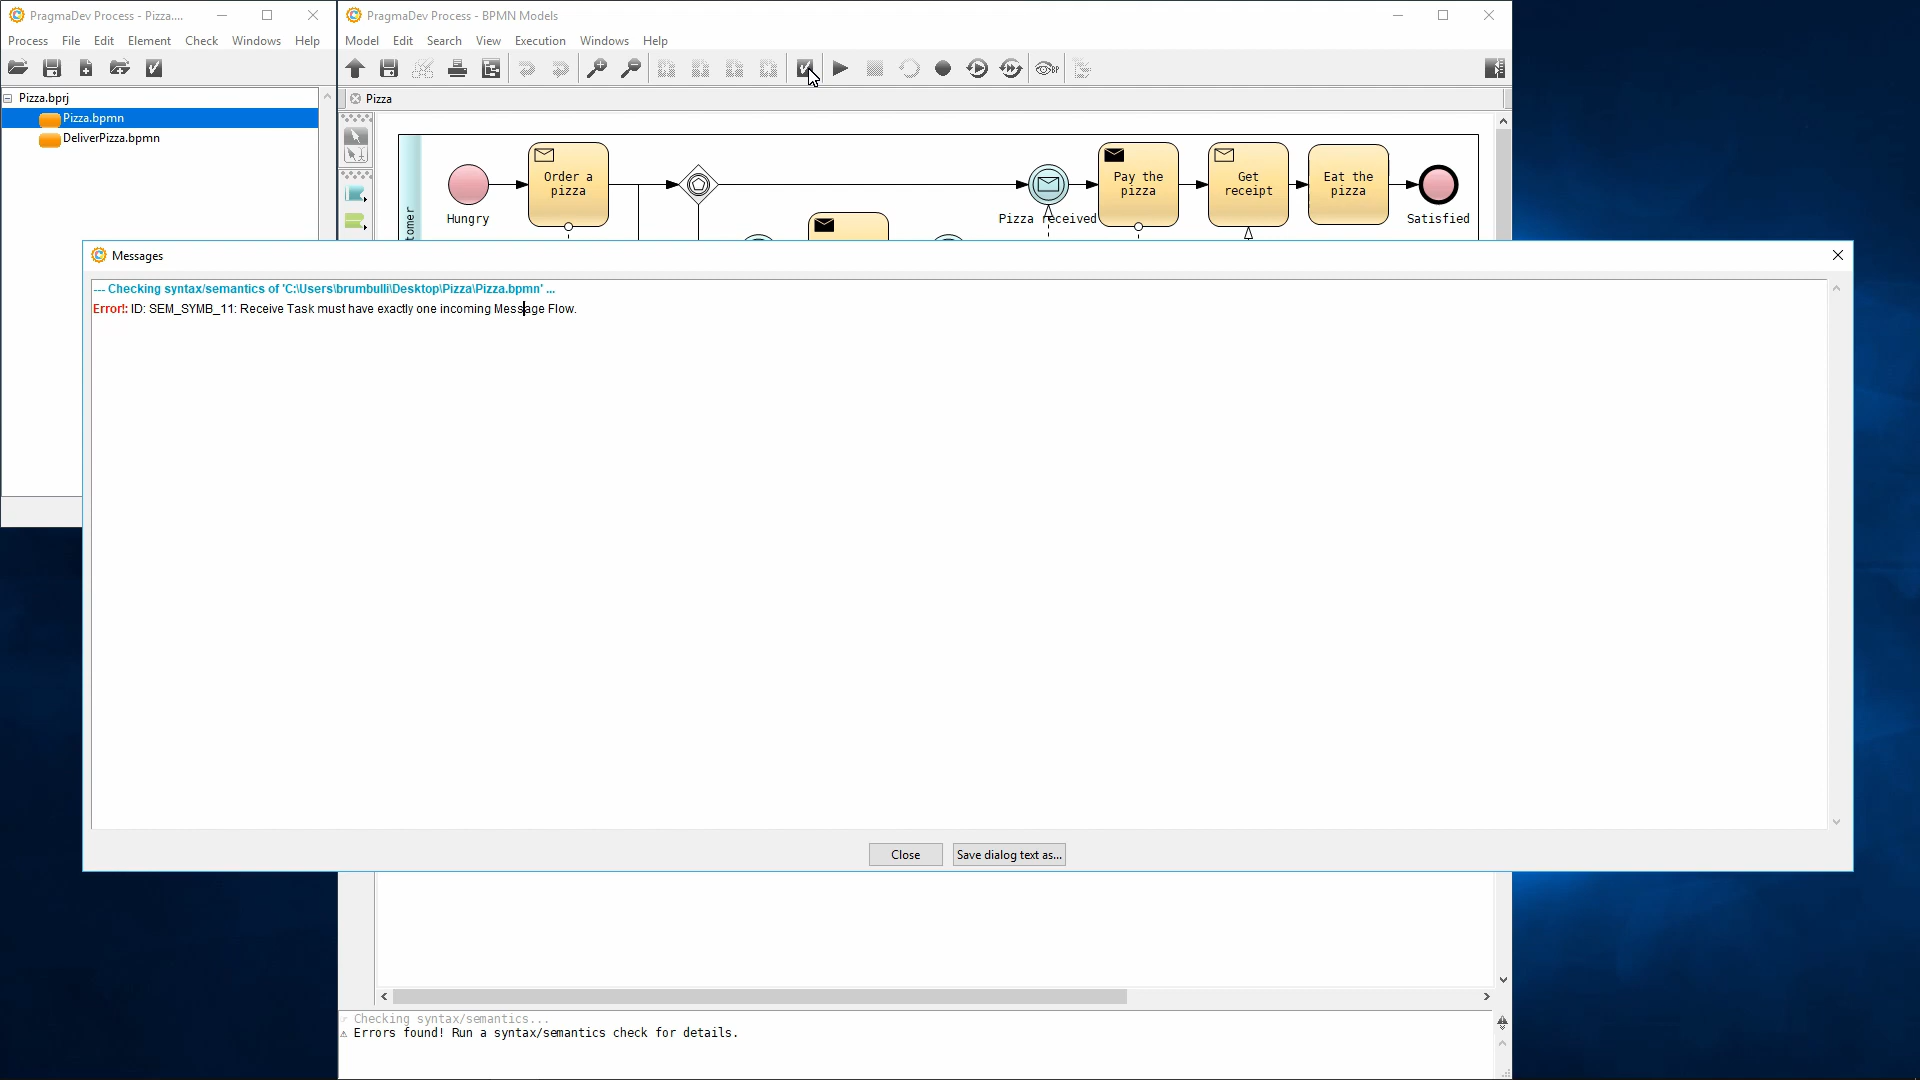 PragmaDev Process - Pizza....
Process File Edit Element Check Windows Help
Pizza.bprj
Pizza.bpmn
DeliverPizza.bpmn
PragmaDev Process - BPMN Models
Model Edit Search View Execution Windows Help
BP
Pizza
tomer
Hungry
Order a
pizza
Pizza received
Pay the
pizza
Get
receipt
Eat the
pizza
Satisfied
Messages
--- Checking syntax/semantics of 'C:\Users\brumbulli\Desktop\Pizza\Pizza.bpmn' ...
Error!: ID: SEM_SYMB_11: Receive Task must have exactly one incoming Message Flow.
Close
Save dialog text as...
Checking syntax/semantics...
Errors found! Run a syntax/semantics check for details.